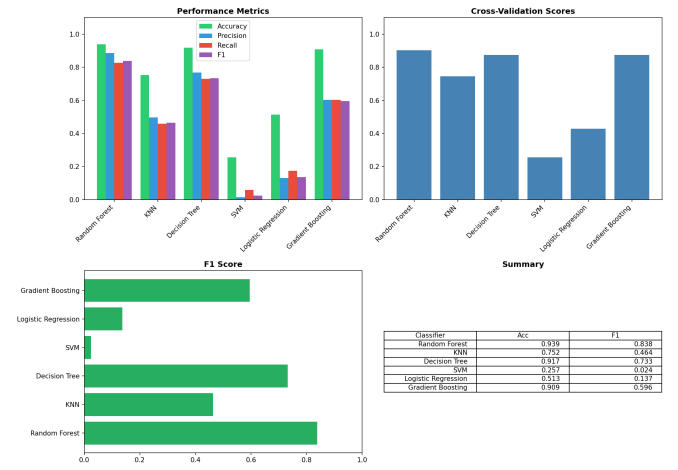 Performance Metrics
1.0
0.8
0.6
0.4
0.2
0.0
Accuracy
Precision
Recall
F1
Random Forest
KNN
Decision Tree
SVM
Logistic Regression
Gradient Boosting
Cross-Validation Scores
1.0
0.8
0.6
0.4
0.2
0.0
Random Forest
KNN
Decision Tree
SVM
Logistic Regression
Gradient Boosting
F1 Score
Gradient Boosting
Logistic Regression
SVM
Decision Tree
KNN
Random Forest
0.0 0.2 0.4 0.6 0.8 1.0
Summary
Classifier Acc F1
Random Forest 0.939 0.838
KNN 0.752 0.464
Decision Tree 0.917 0.733
SVM 0.257 0.024
Logistic Regression 0.513 0.137
Gradient Boosting 0.909 0.596